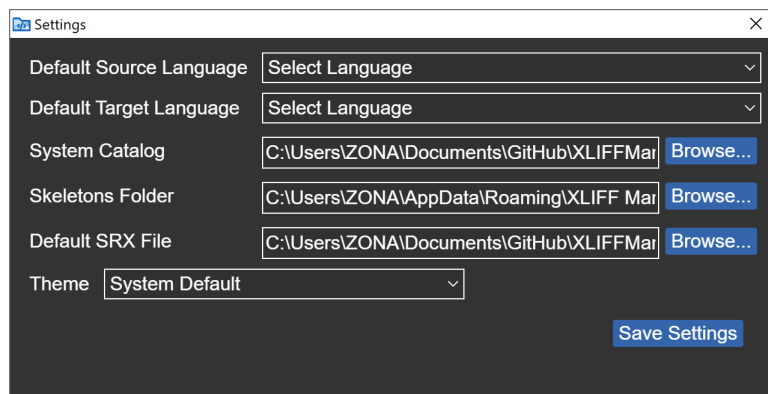 Settings
Default Source Language Select Language
Default Target Language Select Language
System Catalog C:\Users\ZONA\Documents\GitHub\XLIFFMar Browse...
Skeletons Folder C:\Users\ZONA\AppData\Roaming\XLIFF Mar Browse...
Default SRX File C:\Users\ZONA\Documents\GitHub\XLIFFMar Browse...
Theme System Default
Save Settings